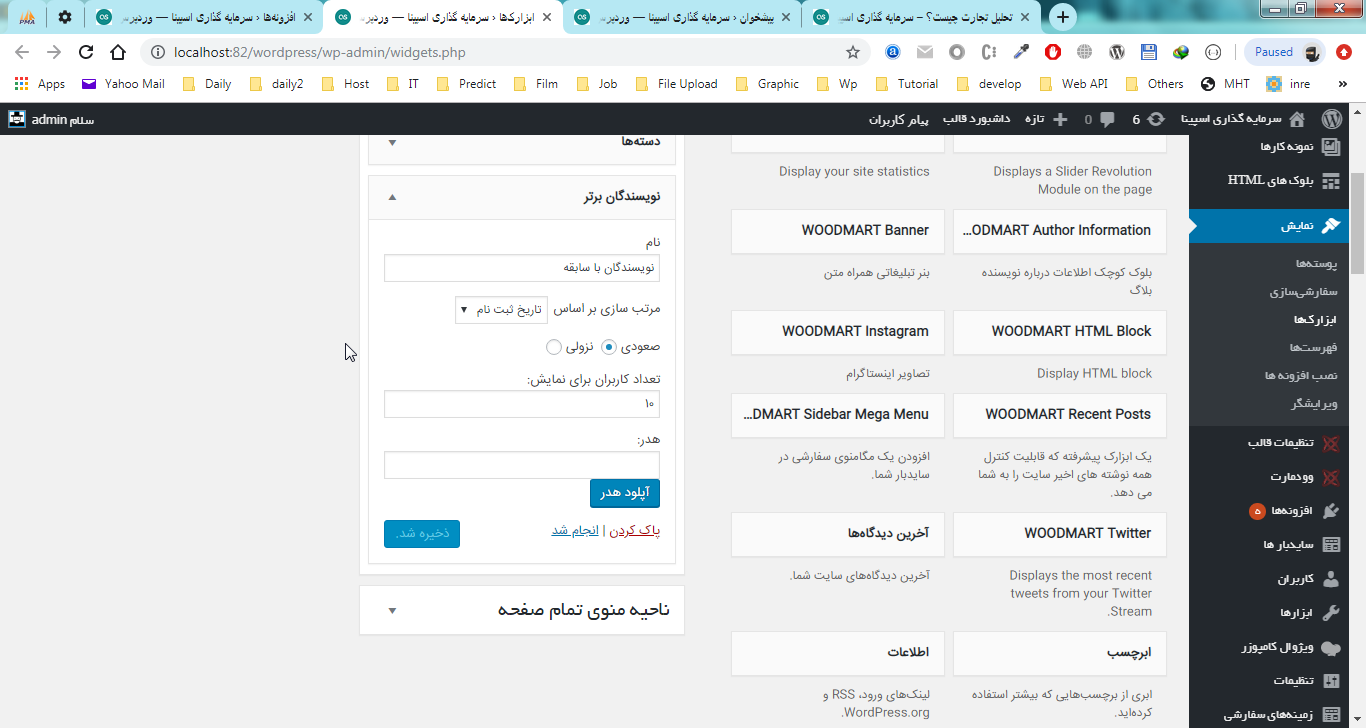 افزونه‌ها ‹ سرمایه گذاری اسپینا — وردپرس
ابزارک‌ها ‹ سرمایه گذاری اسپینا — وردپرس
پیشخوان ‹ سرمایه گذاری اسپینا — وردپرس
تحلیل تجارت چیست؟ – سرمایه گذاری اسپ
localhost:82/wordpress/wp-admin/widgets.php
Paused
Apps
Yahoo Mail
Daily
daily2
Host
IT
Predict
Film
Job
File Upload
Graphic
Wp
Tutorial
develop
Web API
Others
MHT
inre
»
سرمایه گذاری اسپینا
6
0
تازه
داشبورد قالب
پیام کاربران
سلام admin
نمونه کارها
بلوک های HTML
نمایش
پوسته‌ها
سفارشی‌سازی
ابزارک‌ها
فهرست‌ها
نصب افزونه ها
ویرایشگر
تنظیمات قالب
وودمارت
افزونه‌ها ۵
سایدبار ها
کاربران
ابزارها
ویژوال کامپوزر
تنظیمات
زمینه‌های سفارشی
Displays a Slider Revolution
Module on the page
Display your site statistics
...ODMART Author Information
WOODMART Banner
بلوک کوچک اطلاعات درباره نویسنده
بلاگ
بنر تبلیغاتی همراه متن
WOODMART HTML Block
WOODMART Instagram
Display HTML block
تصاویر اینستاگرام
WOODMART Recent Posts
...DMART Sidebar Mega Menu
یک ابزارک پیشرفته که قابلیت کنترل
همه نوشته های اخیر سایت را به شما
می دهد.
افزودن یک مگامنوی سفارشی در
سایدبار شما.
WOODMART Twitter
آخرین دیدگاه‌ها
Displays the most recent
tweets from your Twitter
.Stream
آخرین دیدگاه‌های سایت شما.
ابرچسب
اطلاعات
ابری از برچسب‌هایی که بیشتر استفاده
کرده‌اید.
لینک‌های ورود، RSS و
WordPress.org.
دسته‌ها
نویسندگان برتر
نام
نویسندگان با سابقه
مرتب سازی بر اساس تاریخ ثبت نام
صعودی نزولی
تعداد کاربران برای نمایش:
۱۰
هدر:
آپلود هدر
پاک کردن | انجام شد
ذخیره شد.
ناحیه منوی تمام صفحه